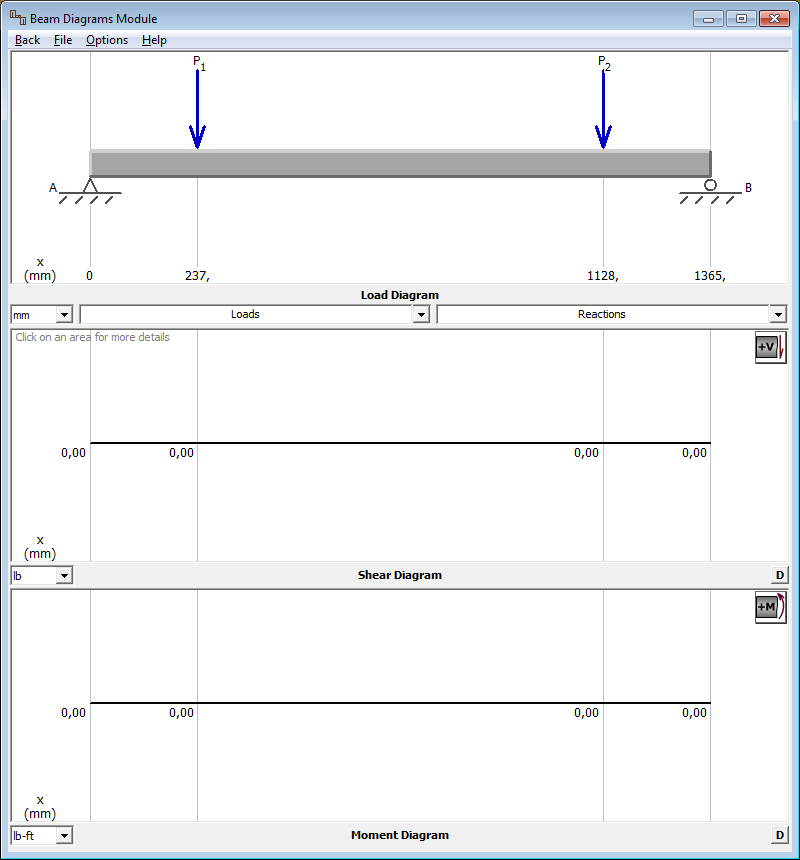 Beam Diagrams Module
Back File Options Help
P1 P2
A B
x
(mm) 0 237, 1128, 1365,
Load Diagram
mm Loads Reactions
Click on an area for more details
+V
0,00 0,00 0,00 0,00
x
(mm)
lb Shear Diagram D
+M
0,00 0,00 0,00 0,00
x
(mm)
lb-ft Moment Diagram D